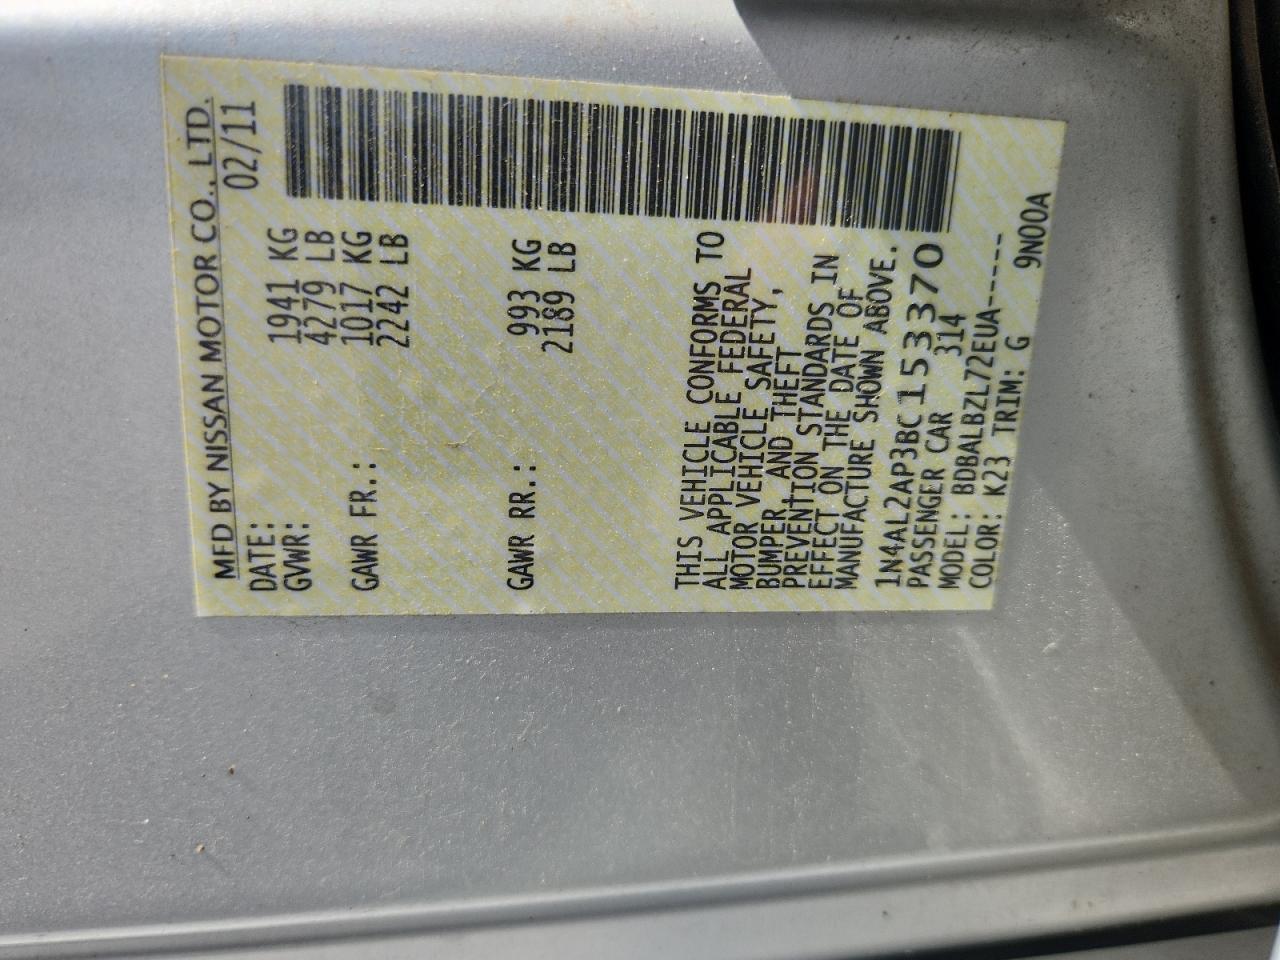 MFD BY NISSAN MOTOR CO., LTD.
DATE: 02/11
GVWR: 1941 KG
4279 LB
GAWR FR.: 1017 KG
2242 LB
GAWR RR.: 993 KG
2189 LB
THIS VEHICLE CONFORMS TO
ALL APPLICABLE FEDERAL
MOTOR VEHICLE SAFETY,
BUMPER, AND THEFT
PREVENTION STANDARDS IN
EFFECT ON THE DATE OF
MANUFACTURE SHOWN ABOVE.
1N4AL2AP3BC153370
PASSENGER CAR 314
MODEL: BDBALBZL72EUA-----
COLOR: K23 TRIM: G 9N00A